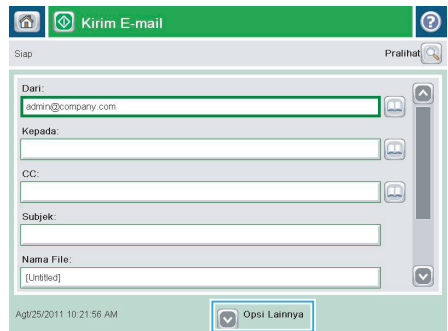 Kirim E-mail
Siap
Pralihat
Dari:
admin@company.com
Kepada:
CC:
Subjek:
Nama File:
[Untitled]
Agt/25/2011 10:21:56 AM
Opsi Lainnya